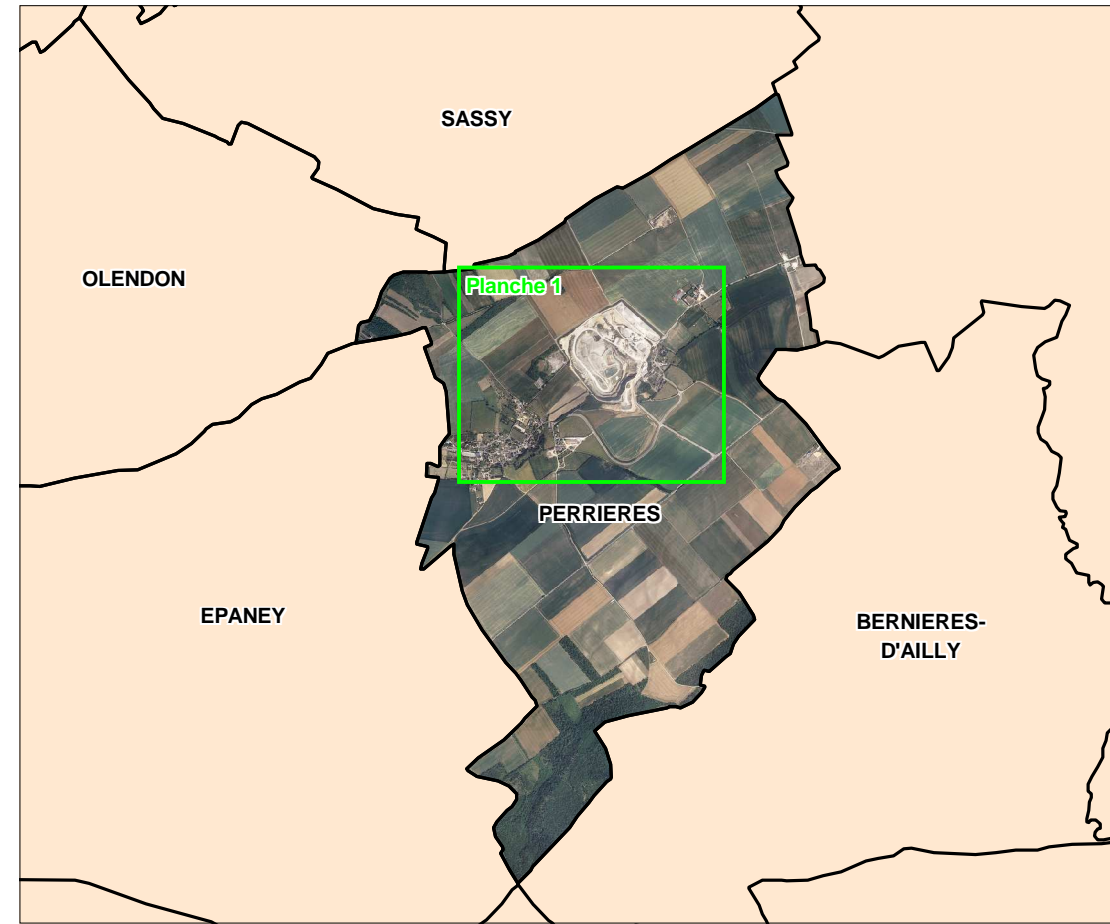 SASSY
OLENDON
Planche 1
PERRIERES
EPANEY
BERNIERES-
D'AILLY